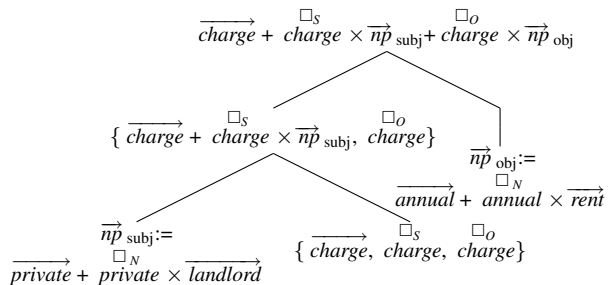 □S □O
charge + charge × np subj+ charge × np obj
□S □O
{ charge + charge × np subj, charge}
np obj:=
□N
annual + annual × rent
np subj:=
□N
private + private × landlord
□S □O
{ charge, charge, charge}